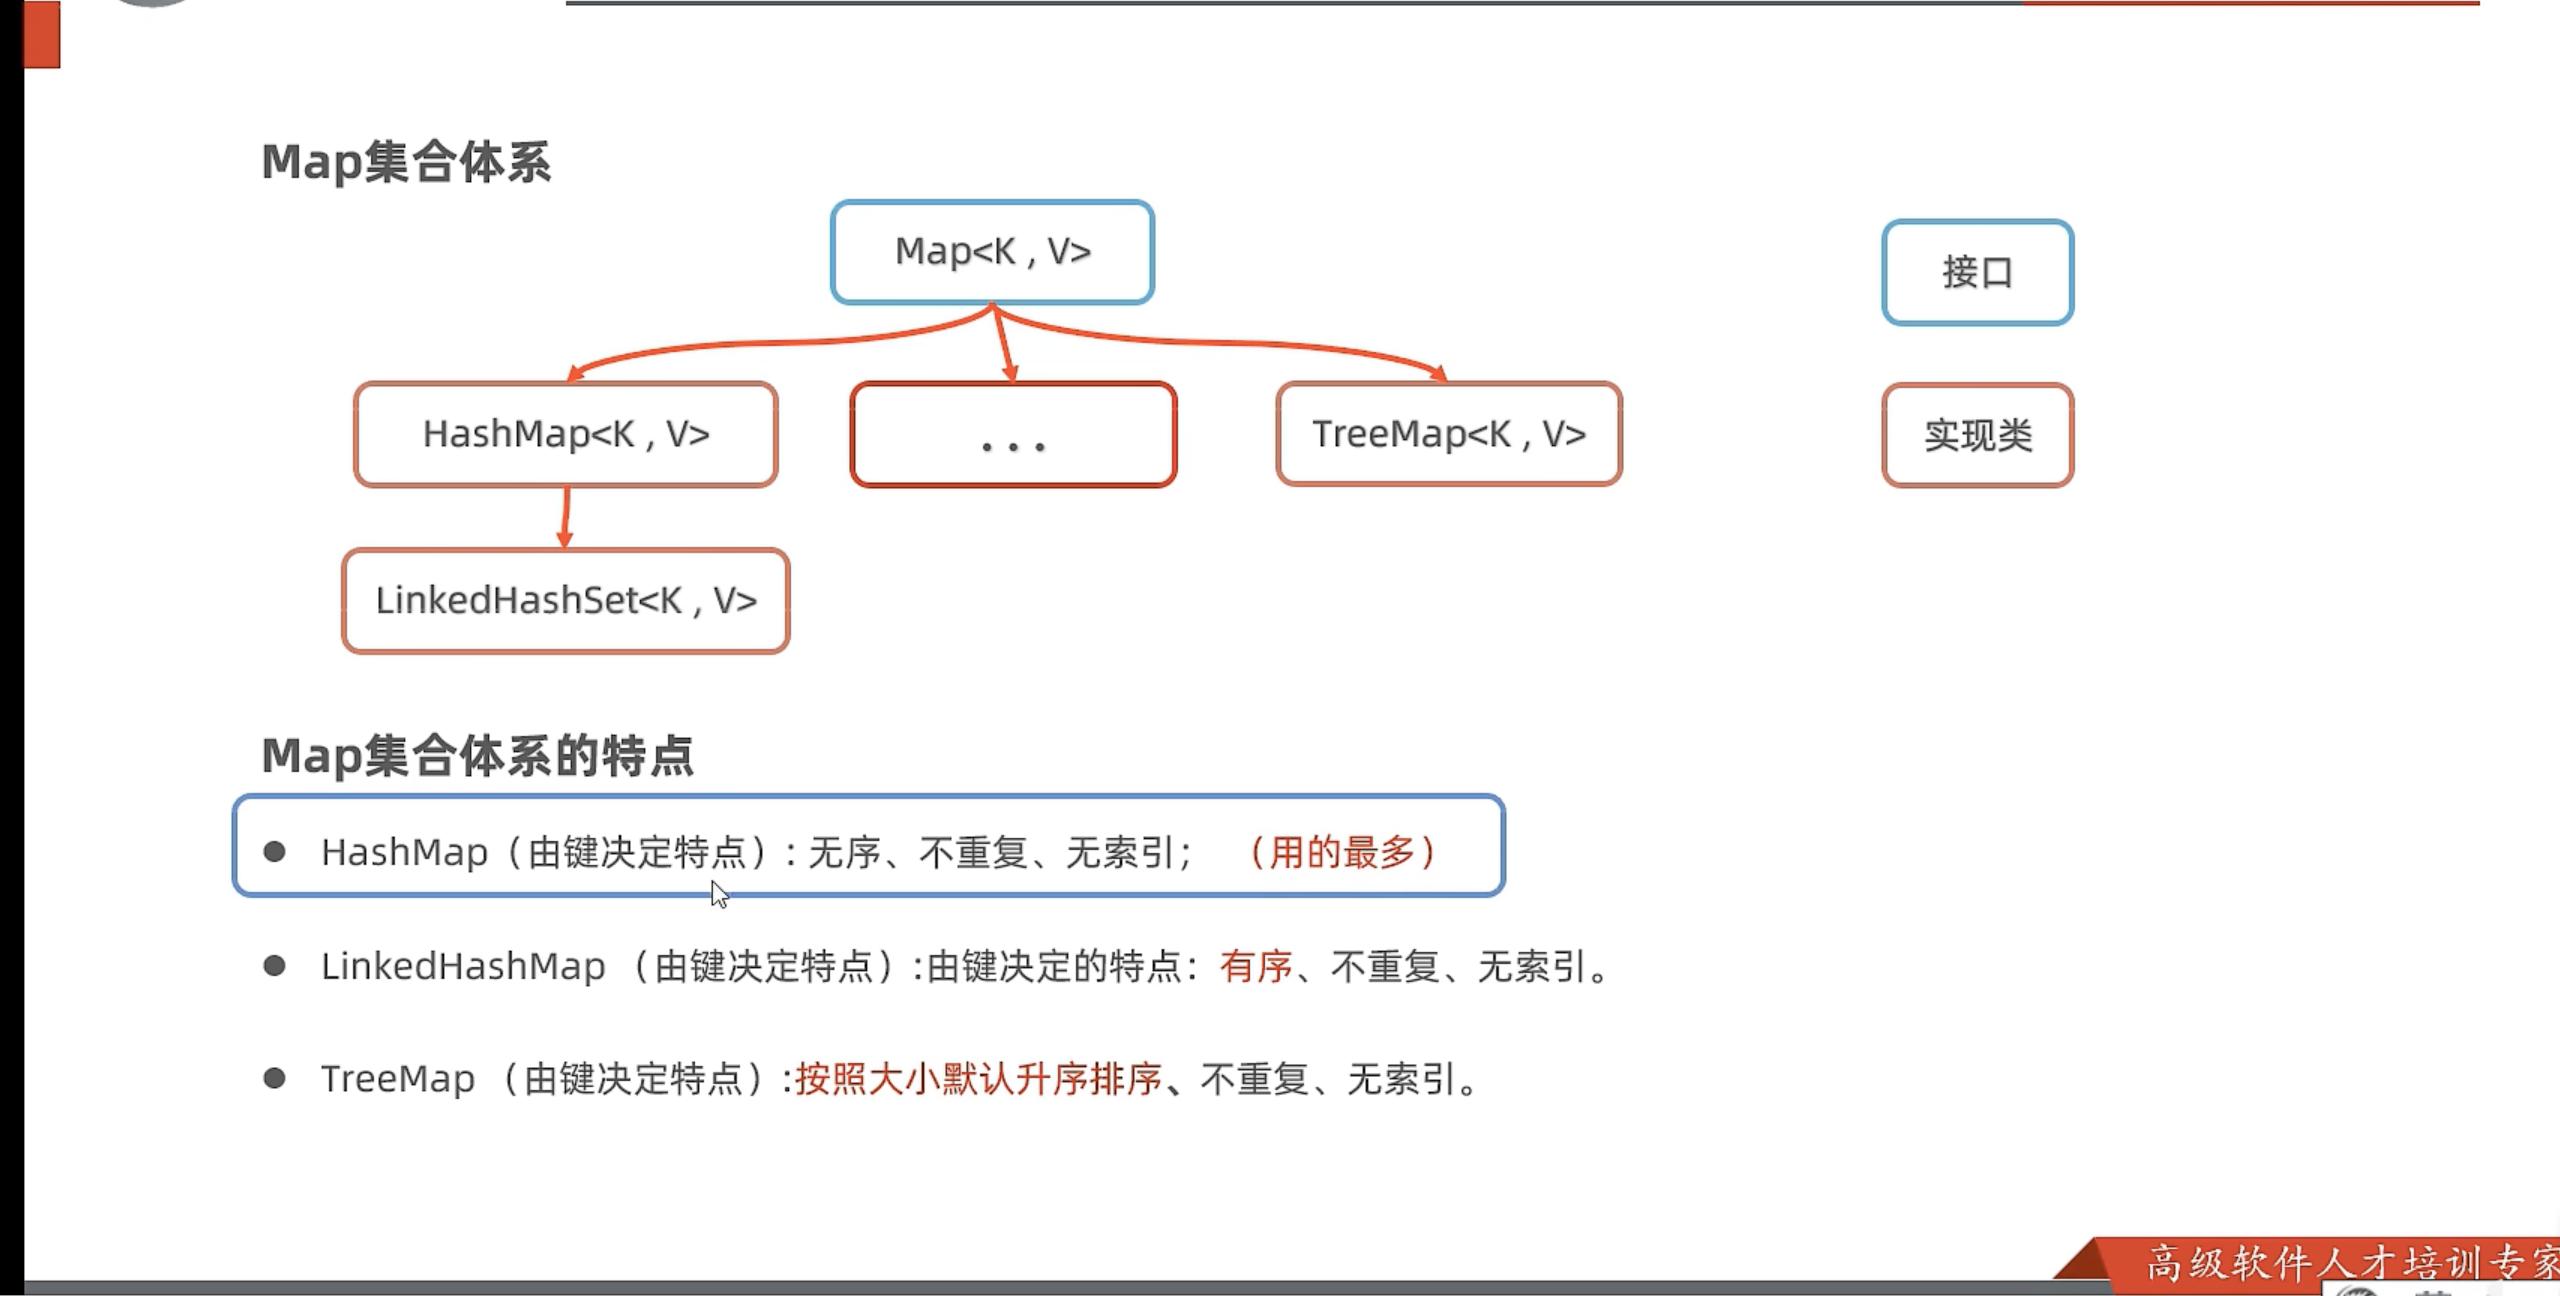 Map集合体系
Map<K , V>
接口
HashMap<K , V>
...
TreeMap<K , V>
实现类
LinkedHashSet<K , V>
Map集合体系的特点
● HashMap（由键决定特点）: 无序、不重复、无索引； （用的最多）
● LinkedHashMap （由键决定特点）:由键决定的特点：有序、不重复、无索引。
● TreeMap （由键决定特点）:按照大小默认升序排序、不重复、无索引。
高级软件人才培训专家